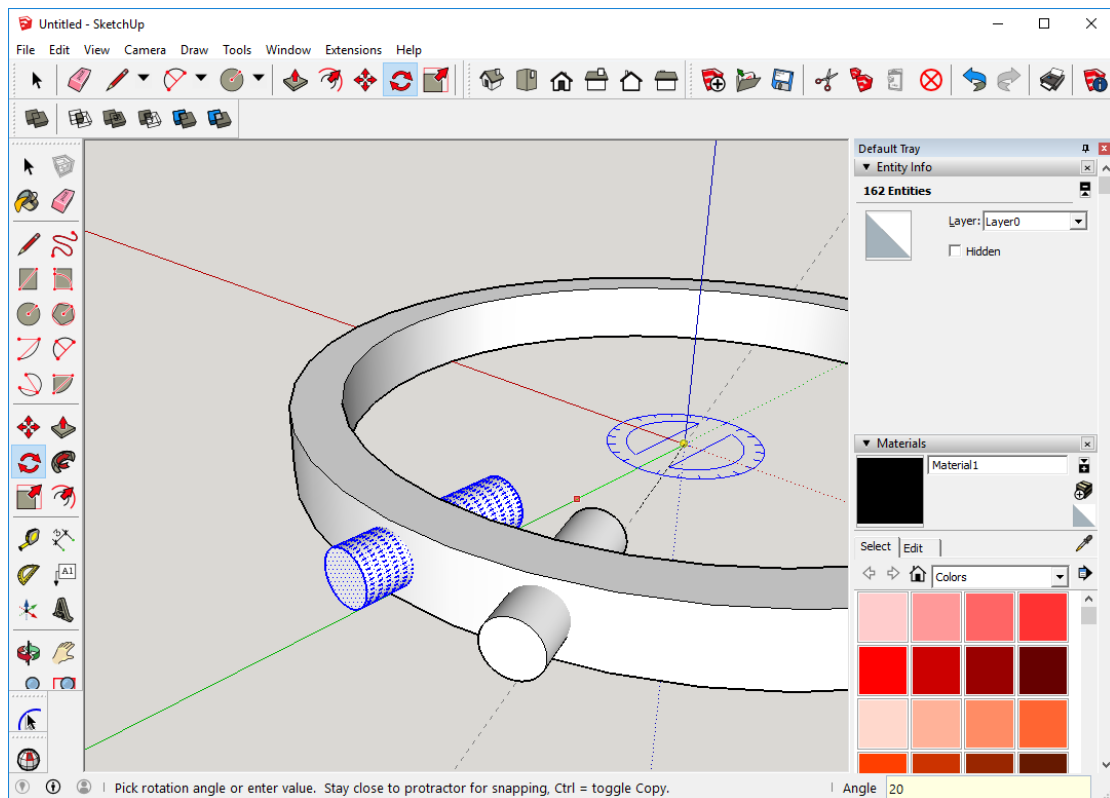 Untitled - SketchUp
File Edit View Camera Draw Tools Window Extensions Help
Default Tray
Entity Info
162 Entities
Layer: Layer0
Hidden
Materials
Material1
Select Edit
Colors
A1
Pick rotation angle or enter value. Stay close to protractor for snapping, Ctrl = toggle Copy.
Angle 20